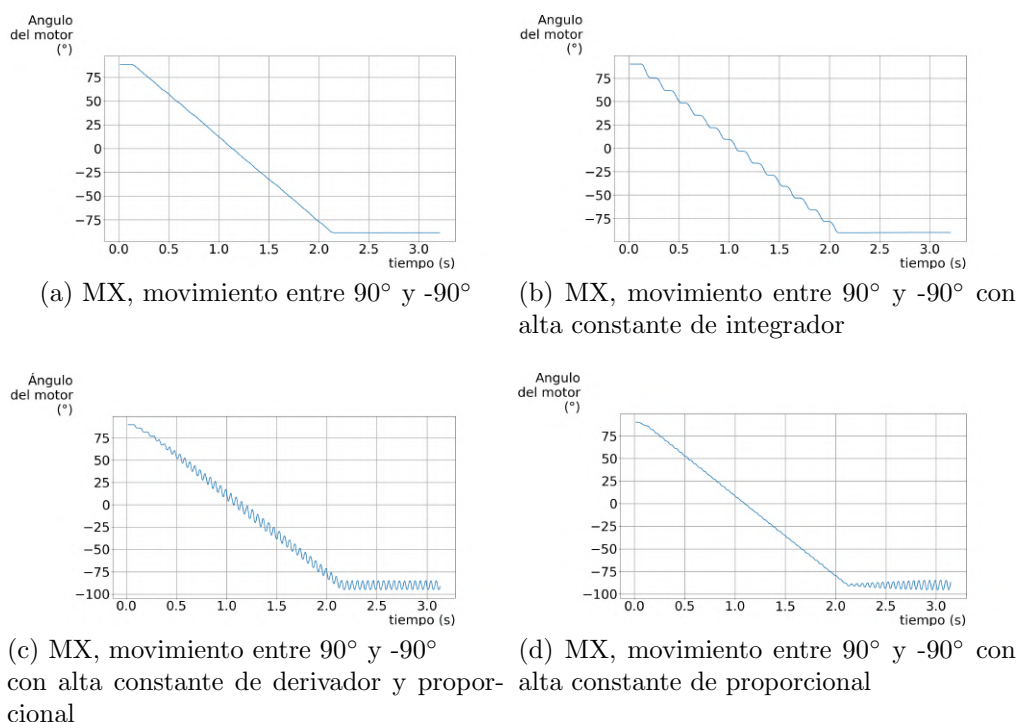 Angulo
del motor
(°)
75
50
25
0
−25
−50
−75
0.0 0.5 1.0 1.5 2.0 2.5 3.0
tiempo (s)
(a) MX, movimiento entre 90° y -90°
Angulo
del motor
(°)
75
50
25
0
−25
−50
−75
0.0 0.5 1.0 1.5 2.0 2.5 3.0
tiempo (s)
(b) MX, movimiento entre 90° y -90° con
alta constante de integrador
Ángulo
del motor
(°)
75
50
25
0
−25
−50
−75
−100
0.0 0.5 1.0 1.5 2.0 2.5 3.0
tiempo (s)
(c) MX, movimiento entre 90° y -90°
con alta constante de derivador y propor-
cional
Angulo
del motor
(°)
75
50
25
0
−25
−50
−75
−100
0.0 0.5 1.0 1.5 2.0 2.5 3.0
tiempo (s)
(d) MX, movimiento entre 90° y -90° con
alta constante de proporcional